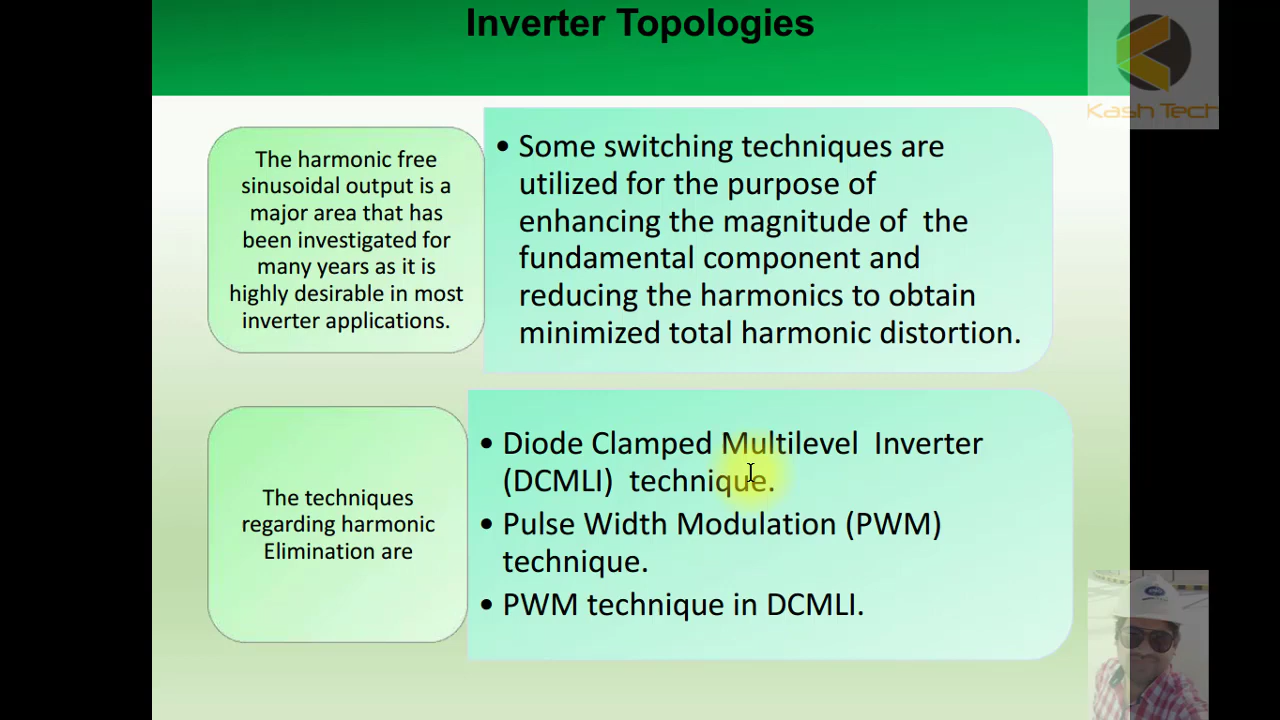 Inverter Topologies
Kash Tech
The harmonic free
sinusoidal output is a
major area that has
been investigated for
many years as it is
highly desirable in most
inverter applications.
• Some switching techniques are
utilized for the purpose of
enhancing the magnitude of the
fundamental component and
reducing the harmonics to obtain
minimized total harmonic distortion.
The techniques
regarding harmonic
Elimination are
• Diode Clamped Multilevel Inverter
(DCMLI) technique.
• Pulse Width Modulation (PWM)
technique.
• PWM technique in DCMLI.